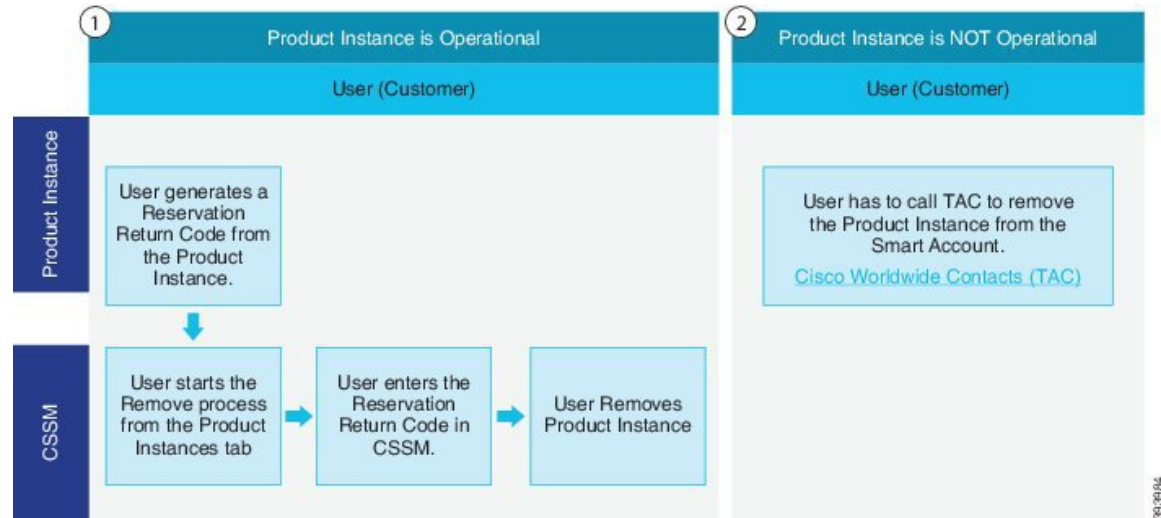 1
Product Instance is Operational
User (Customer)
2
Product Instance is NOT Operational
User (Customer)
Product Instance
User generates a
Reservation
Return Code from
the Product
Instance.
User has to call TAC to remove
the Product Instance from the
Smart Account.
Cisco Worldwide Contacts (TAC)
CSSM
User starts the
Remove process
from the Product
Instances tab
User enters the
Reservation
Return Code in
CSSM.
User Removes
Product Instance
393984